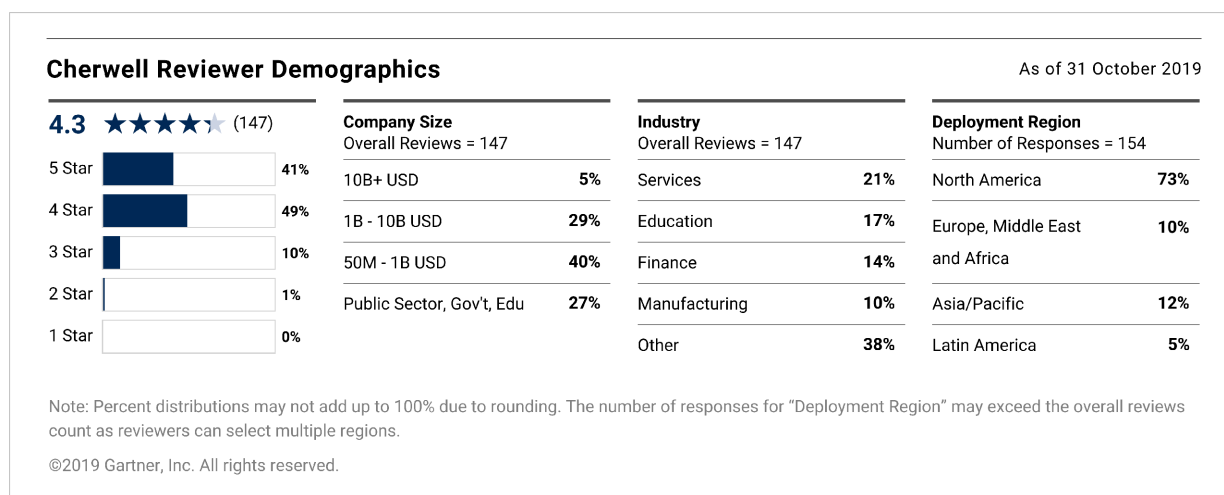 Cherwell Reviewer Demographics
As of 31 October 2019
4.3 (147)
5 Star 41%
4 Star 49%
3 Star 10%
2 Star 1%
1 Star 0%
Company Size
Overall Reviews = 147
10B+ USD 5%
1B - 10B USD 29%
50M - 1B USD 40%
Public Sector, Gov't, Edu 27%
Industry
Overall Reviews = 147
Services 21%
Education 17%
Finance 14%
Manufacturing 10%
Other 38%
Deployment Region
Number of Responses = 154
North America 73%
Europe, Middle East 10%
and Africa
Asia/Pacific 12%
Latin America 5%
Note: Percent distributions may not add up to 100% due to rounding. The number of responses for “Deployment Region” may exceed the overall reviews
count as reviewers can select multiple regions.
©2019 Gartner, Inc. All rights reserved.